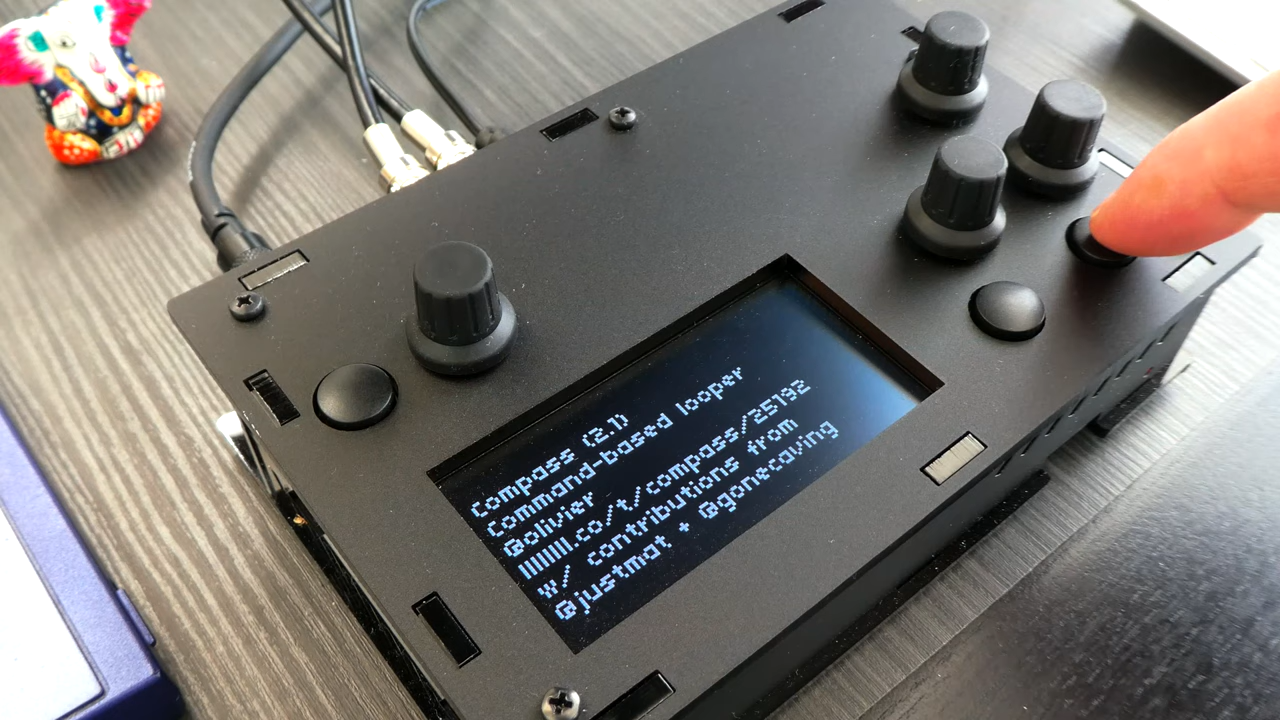 Compass (2.1)
Command-based looper
@olivier
llllllll.co/t/compass/25192
w/ contributions from
@justmat + @gonecaving